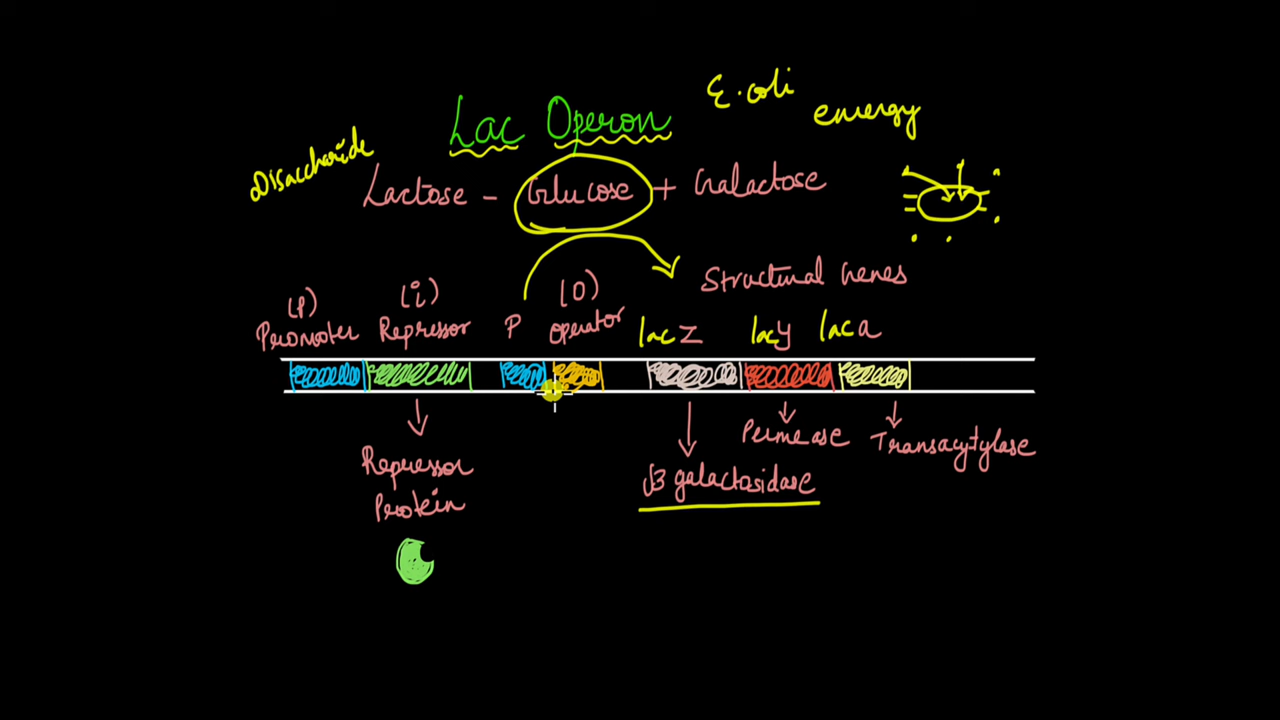 E.coli
energy
Lac Operon
Disaccharide
Lactose - Glucose + Galactose
Structural Genes
(P) (i) (O)
Promoter Repressor P operator lac z lac y lac a
Repressor Protein
β galactosidase
Permease
Transacytylase